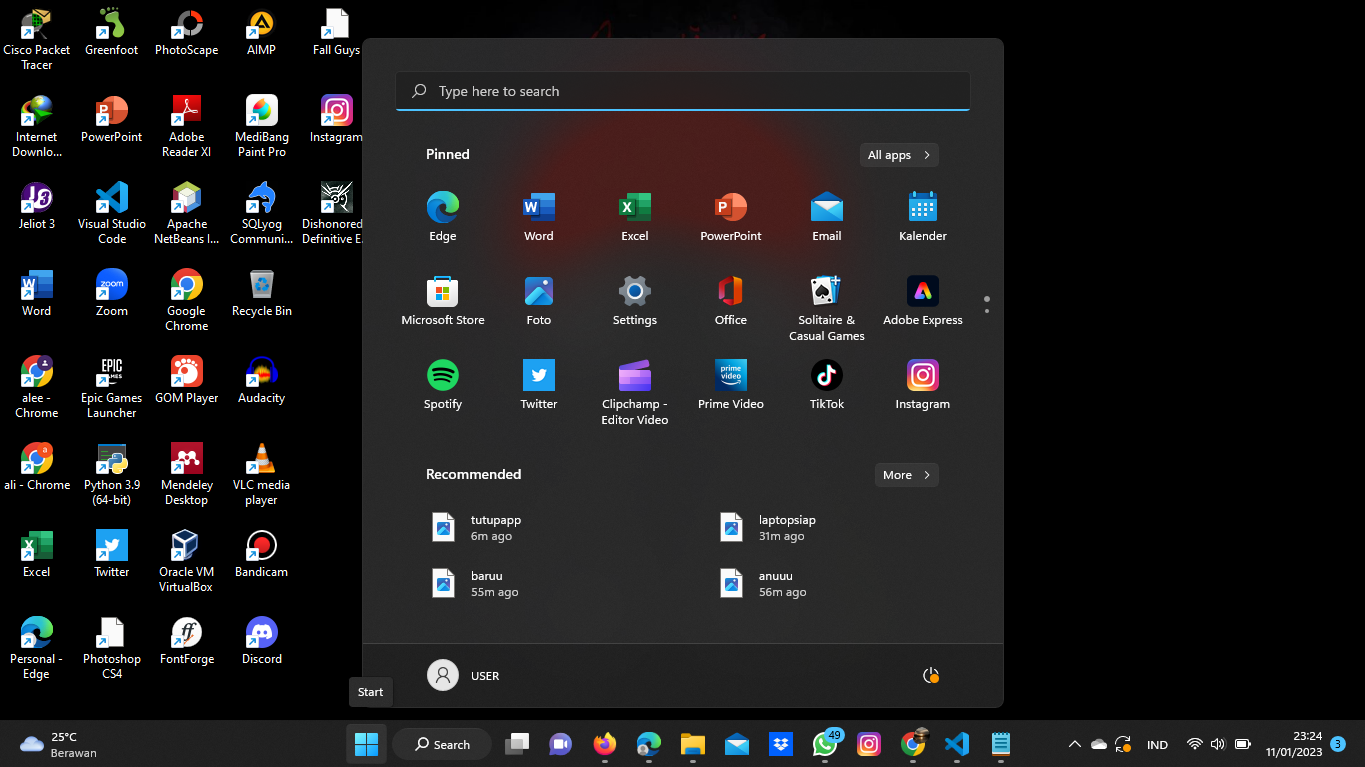 Cisco Packet
Tracer
Greenfoot
PhotoScape
AIMP
Fall Guys
Internet
Downlo...
PowerPoint
Adobe
Reader XI
MediBang
Paint Pro
Instagram
Jeliot 3
Visual Studio
Code
Apache
NetBeans I...
SQLyog
Communi...
Dishonored
Definitive E.
Word
zoom
Zoom
Google
Chrome
Recycle Bin
alee -
Chrome
EPIC
GAMES
Epic Games
Launcher
GOM Player
Audacity
ali - Chrome
Python 3.9
(64-bit)
Mendeley
Desktop
VLC media
player
Excel
Twitter
Oracle VM
VirtualBox
Bandicam
Personal -
Edge
Photoshop
CS4
FontForge
Discord
Type here to search
Pinned
All apps
Edge
Word
Excel
PowerPoint
Email
Kalender
Microsoft Store
Foto
Settings
Office
Solitaire &
Casual Games
Adobe Express
Spotify
Twitter
Clipchamp -
Editor Video
prime
video
Prime Video
TikTok
Instagram
Recommended
More
tutupapp
6m ago
laptopsiap
31m ago
baruu
55m ago
anuuu
56m ago
USER
Start
25°C
Berawan
Search
49
IND
23:24
11/01/2023
3